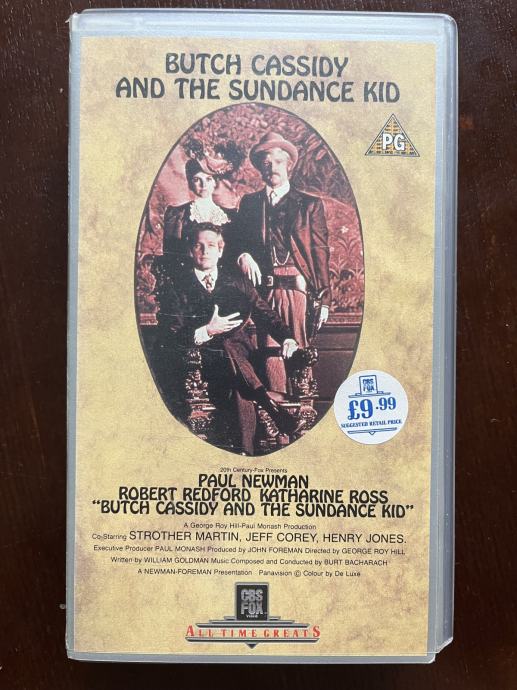 BUTCH CASSIDY
AND THE SUNDANCE KID
PG
CBS
FOX
£9.99
SUGGESTED RETAIL PRICE
20th Century-Fox Presents
PAUL NEWMAN
ROBERT REDFORD KATHARINE ROSS
"BUTCH CASSIDY AND THE SUNDANCE KID"
A George Roy Hill-Paul Monash Production
Co-Starring STROTHER MARTIN, JEFF COREY, HENRY JONES.
Executive Producer PAUL MONASH Produced by JOHN FOREMAN Directed by GEORGE ROY HILL
Written by WILLIAM GOLDMAN Music Composed and Conducted by BURT BACHARACH
A NEWMAN-FOREMAN Presentation Panavision © Colour by De Luxe
CBS
FOX
VIDEO
ALL TIME GREATS